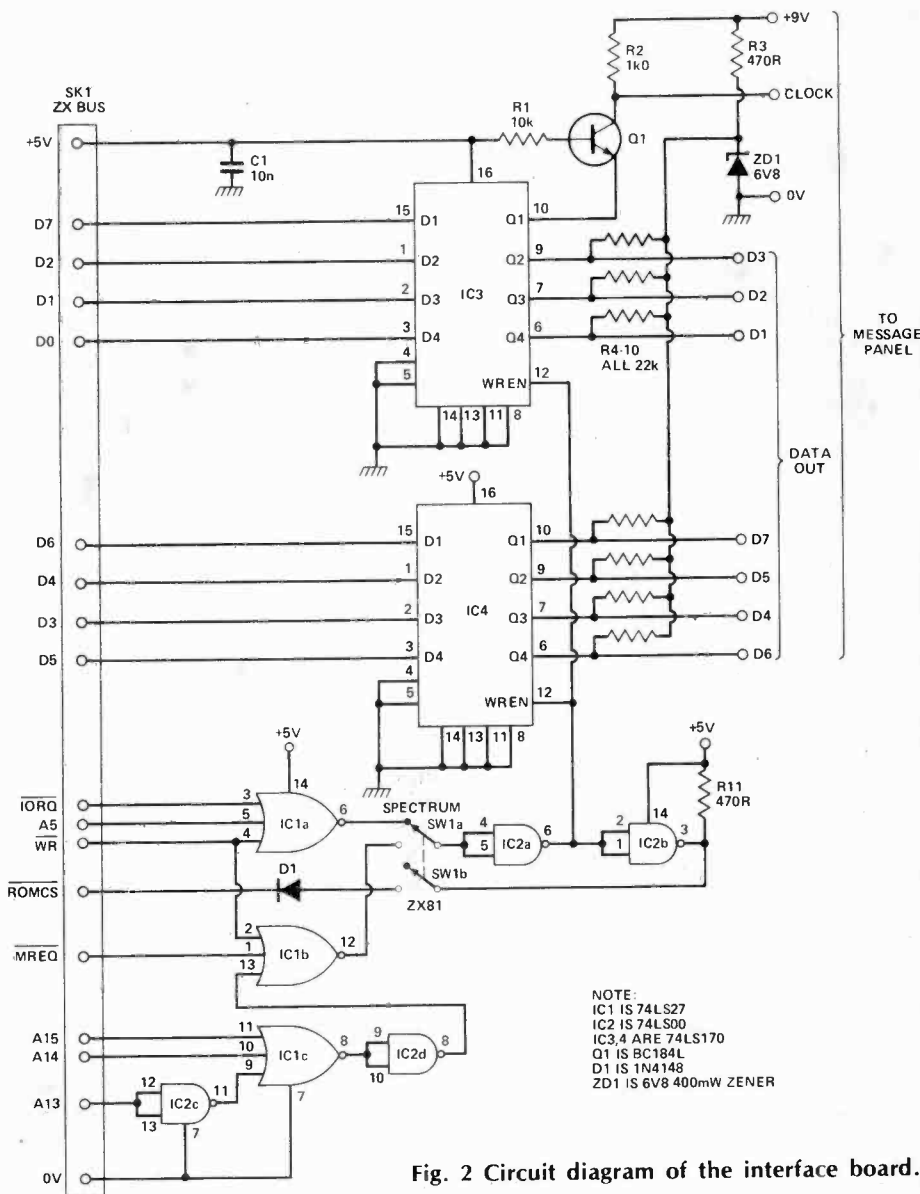 +9V
R2
1k0
R3
470R
SK1
ZX BUS
CLOCK
R1
10k
+5V
Q1
C1
10n
ZD1
6V8
16
0V
D7
15
D1
Q1
10
D2
1
D2
Q2
9
D3
D1
2
D3
IC3
Q3
7
D2
D0
3
D4
Q4
6
D1
TO
MESSAGE
PANEL
4
R4-10
ALL 22k
5
WREN
12
14
13
11
8
DATA
OUT
+5V
16
D6
15
D1
Q1
10
D7
D4
1
D2
Q2
9
D5
D3
2
D3
IC4
Q3
7
D4
D5
3
D4
Q4
6
D6
4
5
WREN
12
14
13
11
8
+5V
+5V
14
R11
470R
IORQ
3
SPECTRUM
14
A5
5
IC1a
6
SW1a
4
2
WR
4
5
IC2a
6
1
IC2b
3
D1
SW1b
ROMCS
ZX81
2
12
MREQ
1
IC1b
13
NOTE:
IC1 IS 74LS27
IC2 IS 74LS00
IC3,4 ARE 74LS170
Q1 IS BC184L
D1 IS 1N4148
ZD1 IS 6V8 400mW ZENER
A15
11
9
8
A14
10
IC1c
8
IC2d
9
10
12
11
7
A13
IC2c
13
7
0V
Fig. 2 Circuit diagram of the interface board.